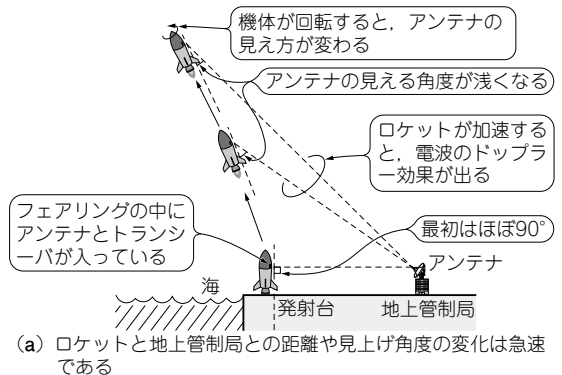 機体が回転すると，アンテナの
見え方が変わる
アンテナの見える角度が浅くなる
ロケットが加速する
と，電波のドップラ
ー効果が出る
フェアリングの中に
アンテナとトランシ
ーバが入っている
最初はほぼ90°
アンテナ
海
発射台
地上管制局
（a）ロケットと地上管制局との距離や見上げ角度の変化は急速
である